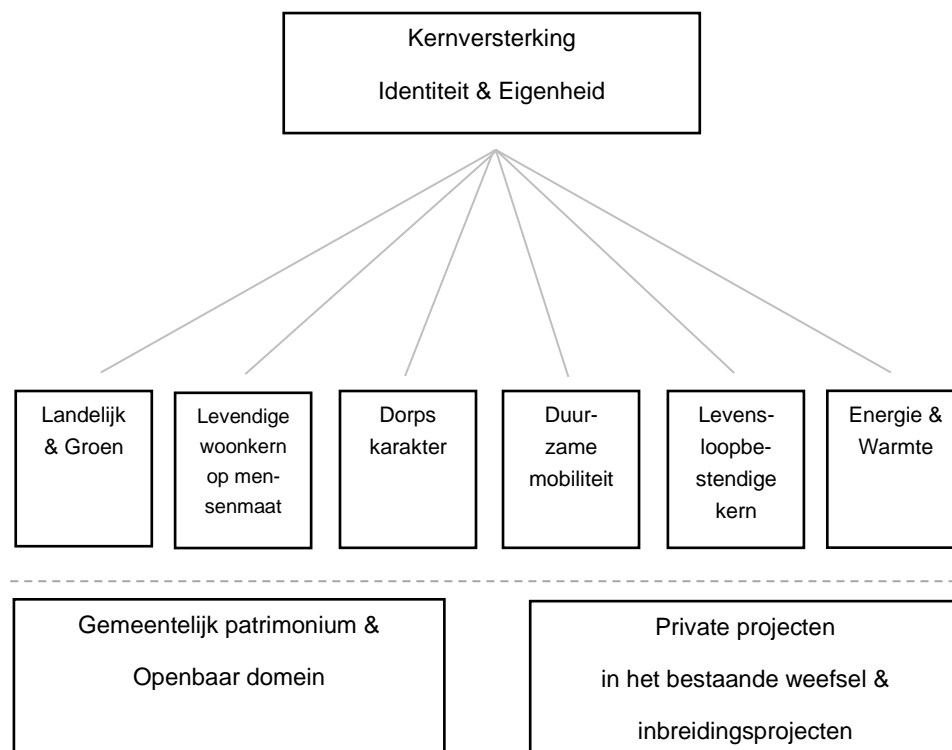 Kernversterking
Identiteit & Eigenheid
Landelijk
& Groen
Levendige
woonkern
op men-
senmaat
Dorps
karakter
Duur-
zame
mobiliteit
Levens-
loopbe-
stendige
kern
Energie &
Warmte
Gemeentelijk patrimonium &
Openbaar domein
Private projecten
in het bestaande weefsel &
inbreidingsprojecten